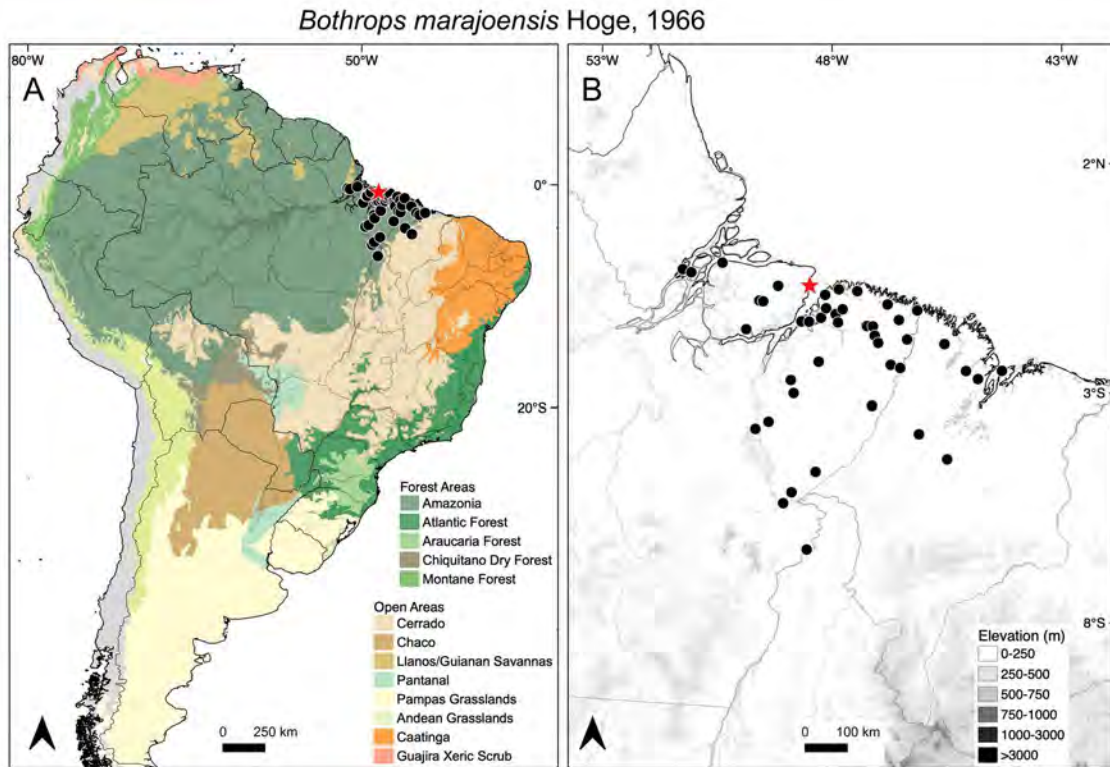 Bothrops marajoensis Hoge, 1966
80°W 50°W
A
0°
20°S
Forest Areas
Amazonia
Atlantic Forest
Araucaria Forest
Chiquitano Dry Forest
Montane Forest
Open Areas
Cerrado
Chaco
Llanos/Guianan Savannas
Pantanal
Pampas Grasslands
Andean Grasslands
Caatinga
Guajira Xeric Scrub
0 250 km
53°W 48°W 43°W
B
2°N
3°S
8°S
Elevation (m)
0-250
250-500
500-750
750-1000
1000-3000
>3000
0 100 km